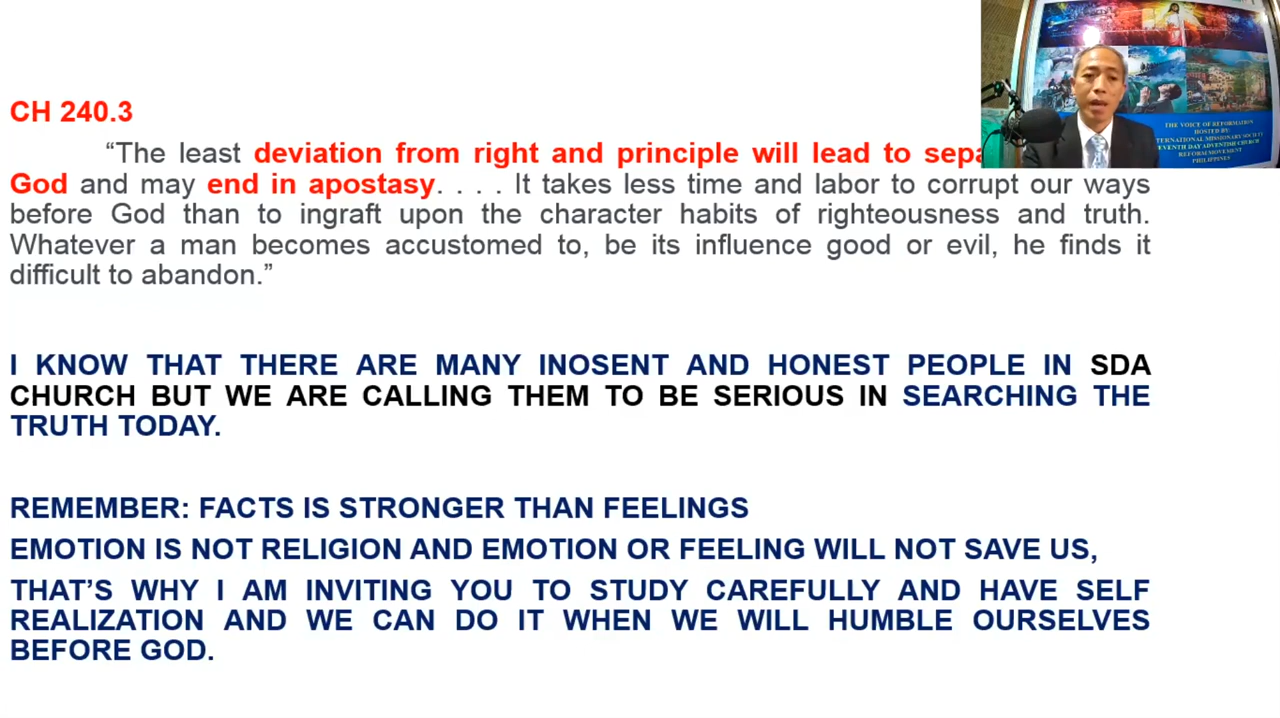 CH 240.3
“The least deviation from right and principle will lead to
God and may end in apostasy. . . . It takes less time and labor to corrupt our ways
before God than to ingraft upon the character habits of righteousness and truth.
Whatever a man becomes accustomed to, be its influence good or evil, he finds it
difficult to abandon.”
I KNOW THAT THERE ARE MANY INOSENT AND HONEST PEOPLE IN SDA
CHURCH BUT WE ARE CALLING THEM TO BE SERIOUS IN SEARCHING THE
TRUTH TODAY.
REMEMBER: FACTS IS STRONGER THAN FEELINGS
EMOTION IS NOT RELIGION AND EMOTION OR FEELING WILL NOT SAVE US,
THAT’S WHY I AM INVITING YOU TO STUDY CAREFULLY AND HAVE SELF
REALIZATION AND WE CAN DO IT WHEN WE WILL HUMBLE OURSELVES
BEFORE GOD.
THE VOICE OF REFORMATION
HOSTED BY:
MISSIONARY SOCIETY
DAY ADVENTISH CHURCH
REFORM MOVEMENT
PHILIPPINES